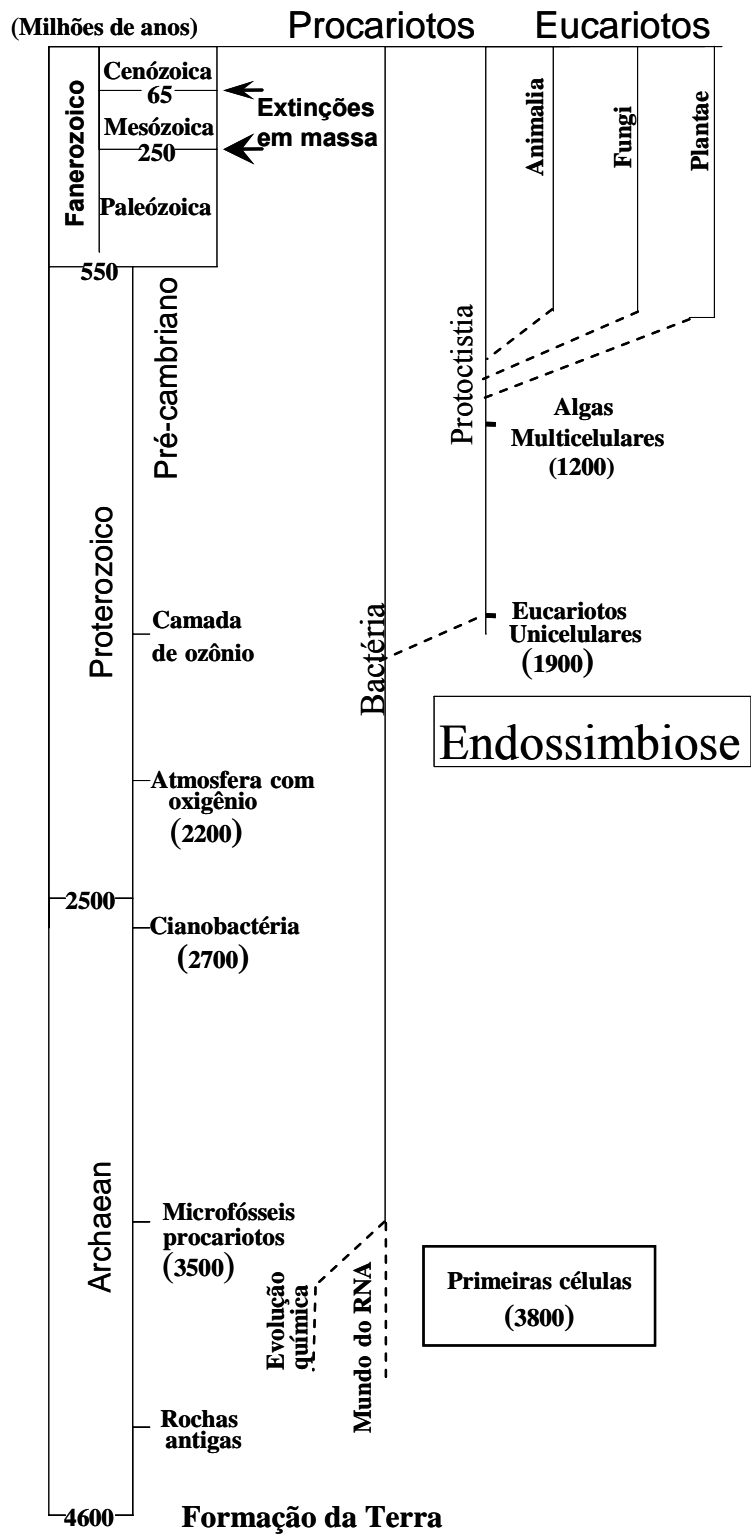 (Milhões de anos)
Procariotos
Eucariotos
Fanerozoico
Cenózoica
65
Mesózoica
250
Paleózoica
Extinções
em massa
Animalia
Fungi
Plantae
550
Pré-cambriano
Protoctistia
Algas
Multicelulares
(1200)
Proterozoico
Camada
de ozônio
Bactéria
Eucariotos
Unicelulares
(1900)
Endossimbiose
Atmosfera com
oxigênio
(2200)
2500
Cianobactéria
(2700)
Archaean
Microfósseis
procariotos
(3500)
Evolução
química
Mundo do RNA
Primeiras células
(3800)
Rochas
antigas
4600
Formação da Terra